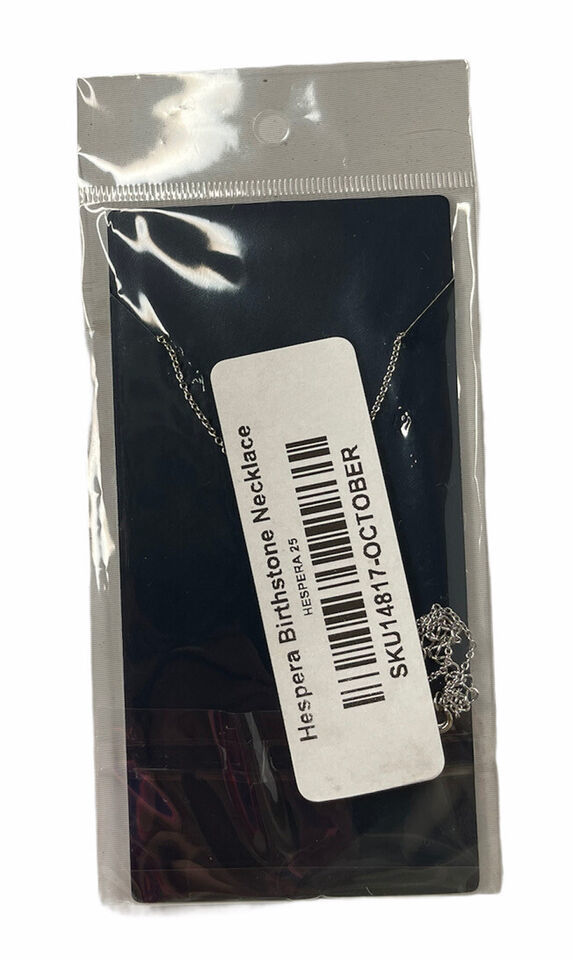 Hespera Birthstone Necklace
HESPERA 25
SKU14817-OCTOBER